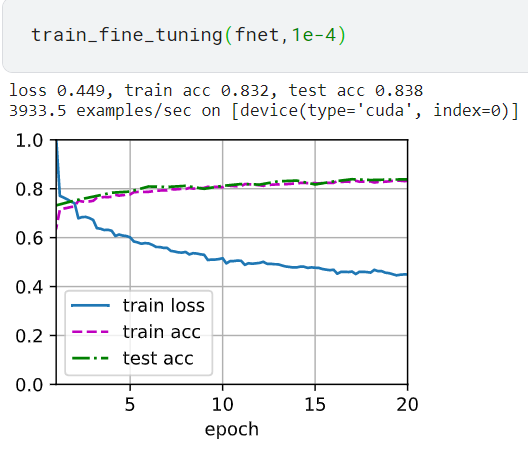 train_fine_tuning(fnet,1e-4)
loss 0.449, train acc 0.832, test acc 0.838
3933.5 examples/sec on [device(type='cuda', index=0)]
1.0
0.8
0.6
0.4
0.2
0.0
train loss
train acc
test acc
5 10 15 20
epoch